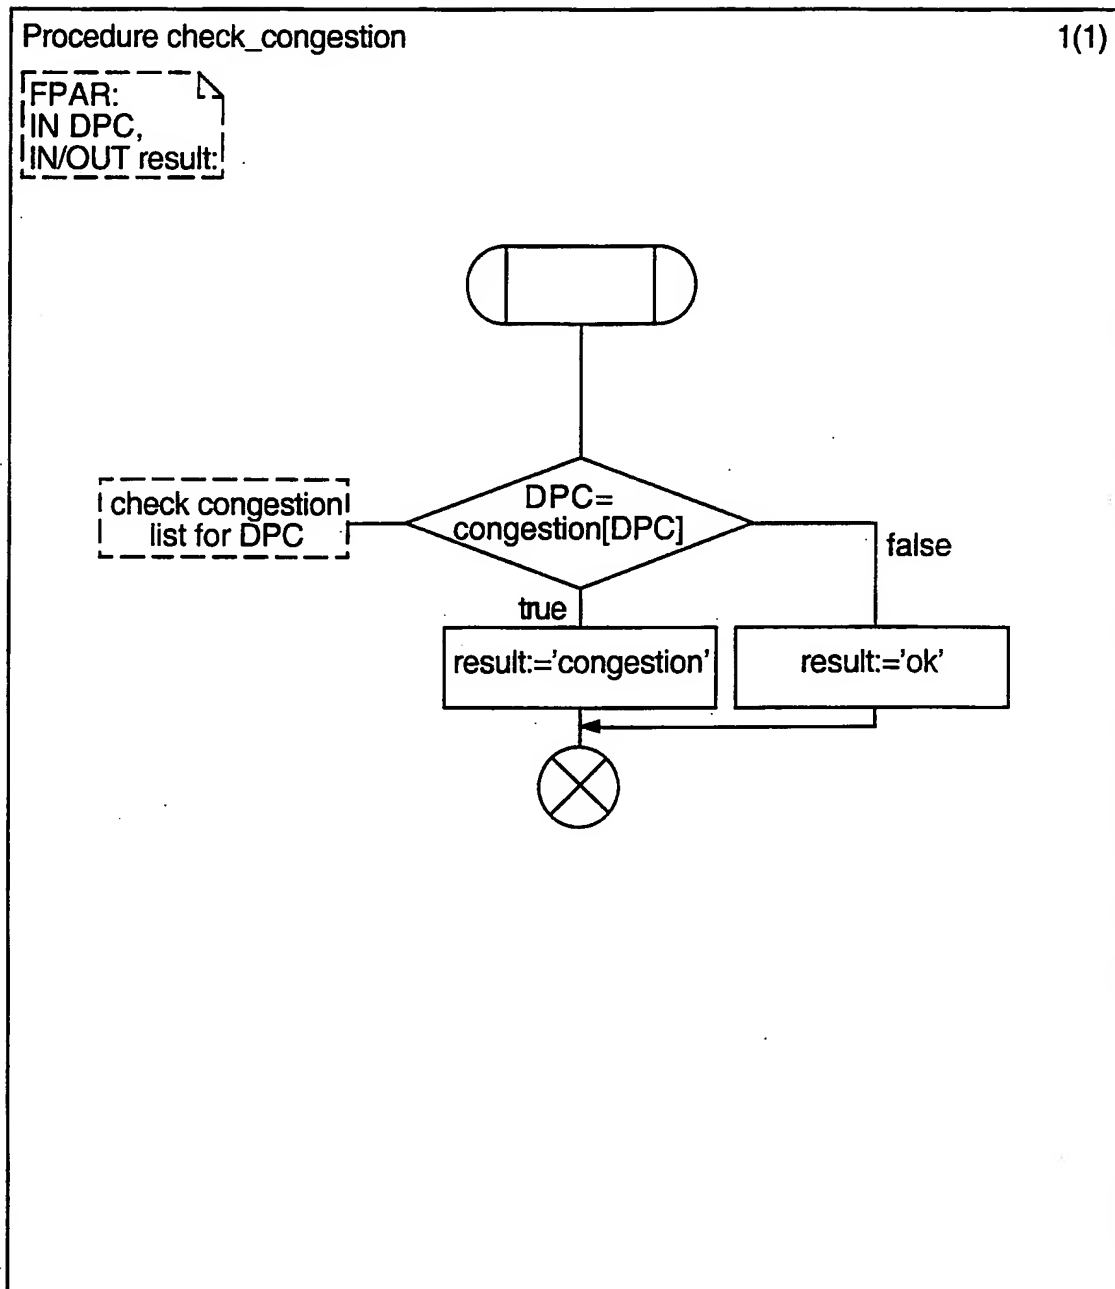 Procedure check_congestion
1(1)
FPAR:
IN DPC,
IN/OUT result:
DPC=
congestion[DPC]
check congestion
list for DPC
false
true
result:='congestion'
result:='ok'